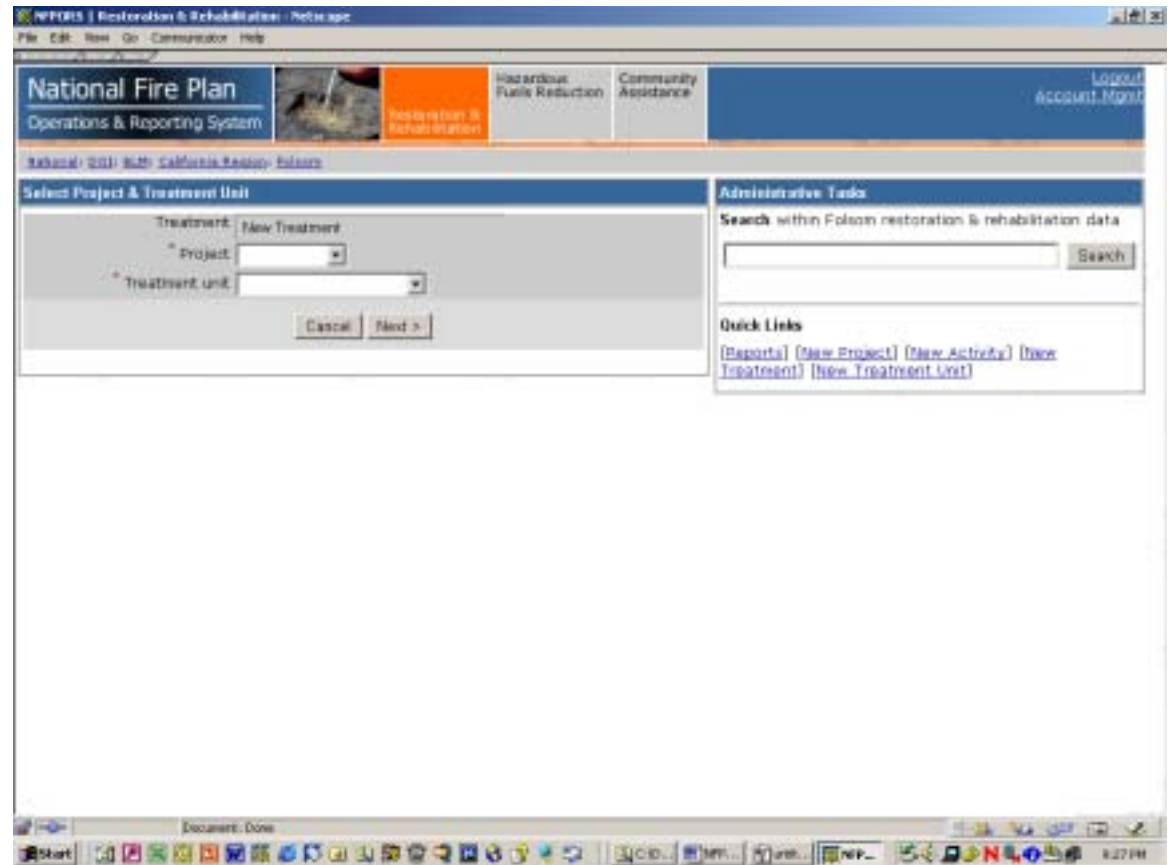 NFPORS | Restoration & Rehabilitation - Netscape
File Edit View Go Communicator Help
National Fire Plan
Operations & Reporting System
Restoration & Rehabilitation
Hazardous Fuels Reduction
Community Assistance
Logout
Account Mgmt
National> DOI> BLM> California Region> Folsom
Select Project & Treatment Unit
Treatment New Treatment
* Project
* Treatment unit
Cancel Next >
Administrative Tasks
Search within Folsom restoration & rehabilitation data
Search
Quick Links
[Reports] [New Project] [New Activity] [New
Treatment] [New Treatment Unit]
Document: Done
Start
8:27 PM